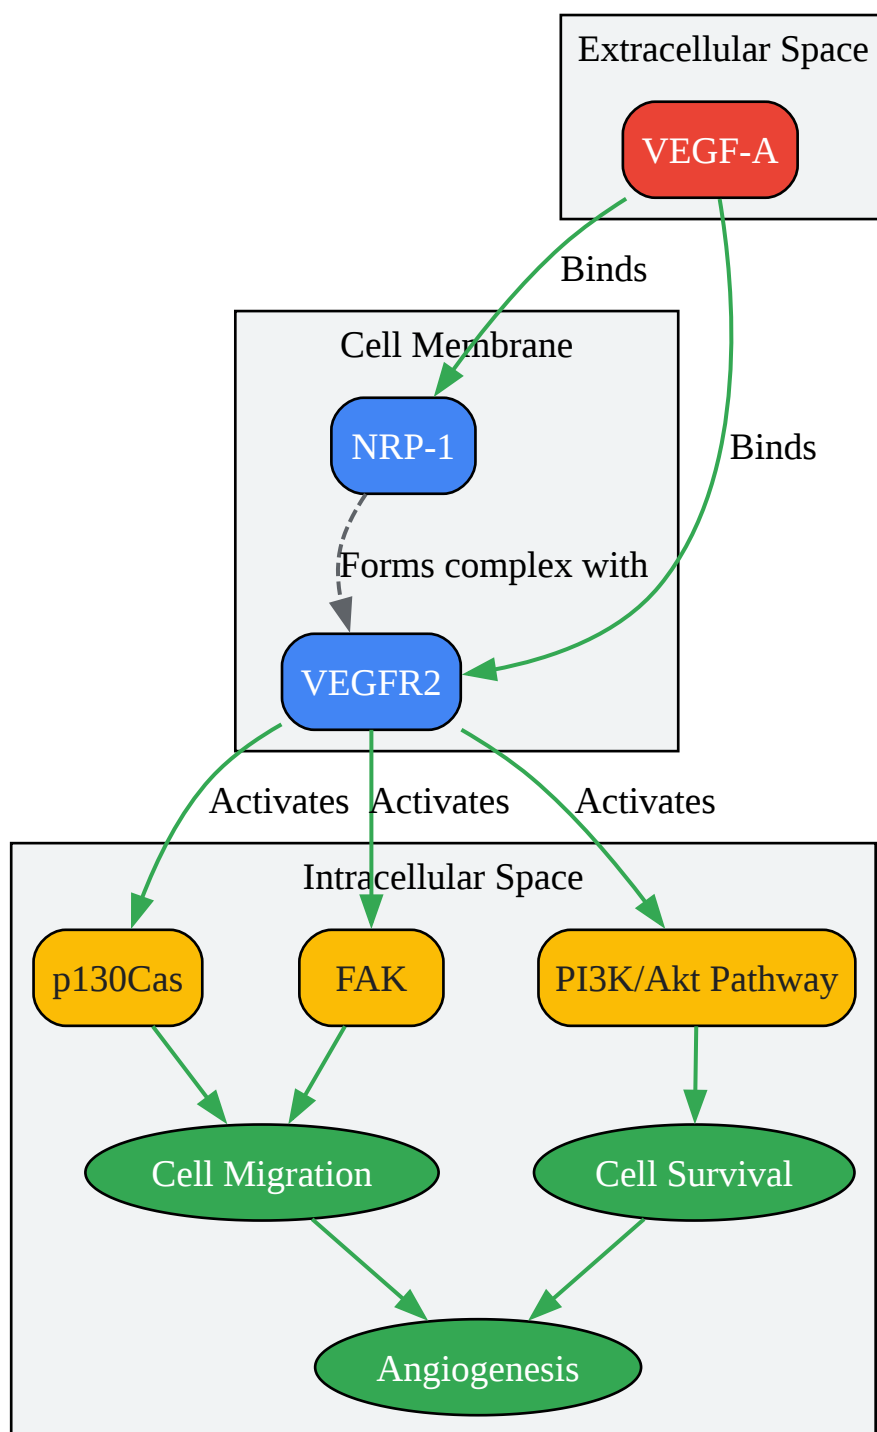 Extracellular Space
VEGF-A
Binds
Cell Membrane
NRP-1
Binds
Forms complex with
VEGFR2
Activates
Activates
Activates
Intracellular Space
p130Cas
FAK
PI3K/Akt Pathway
Cell Migration
Cell Survival
Angiogenesis